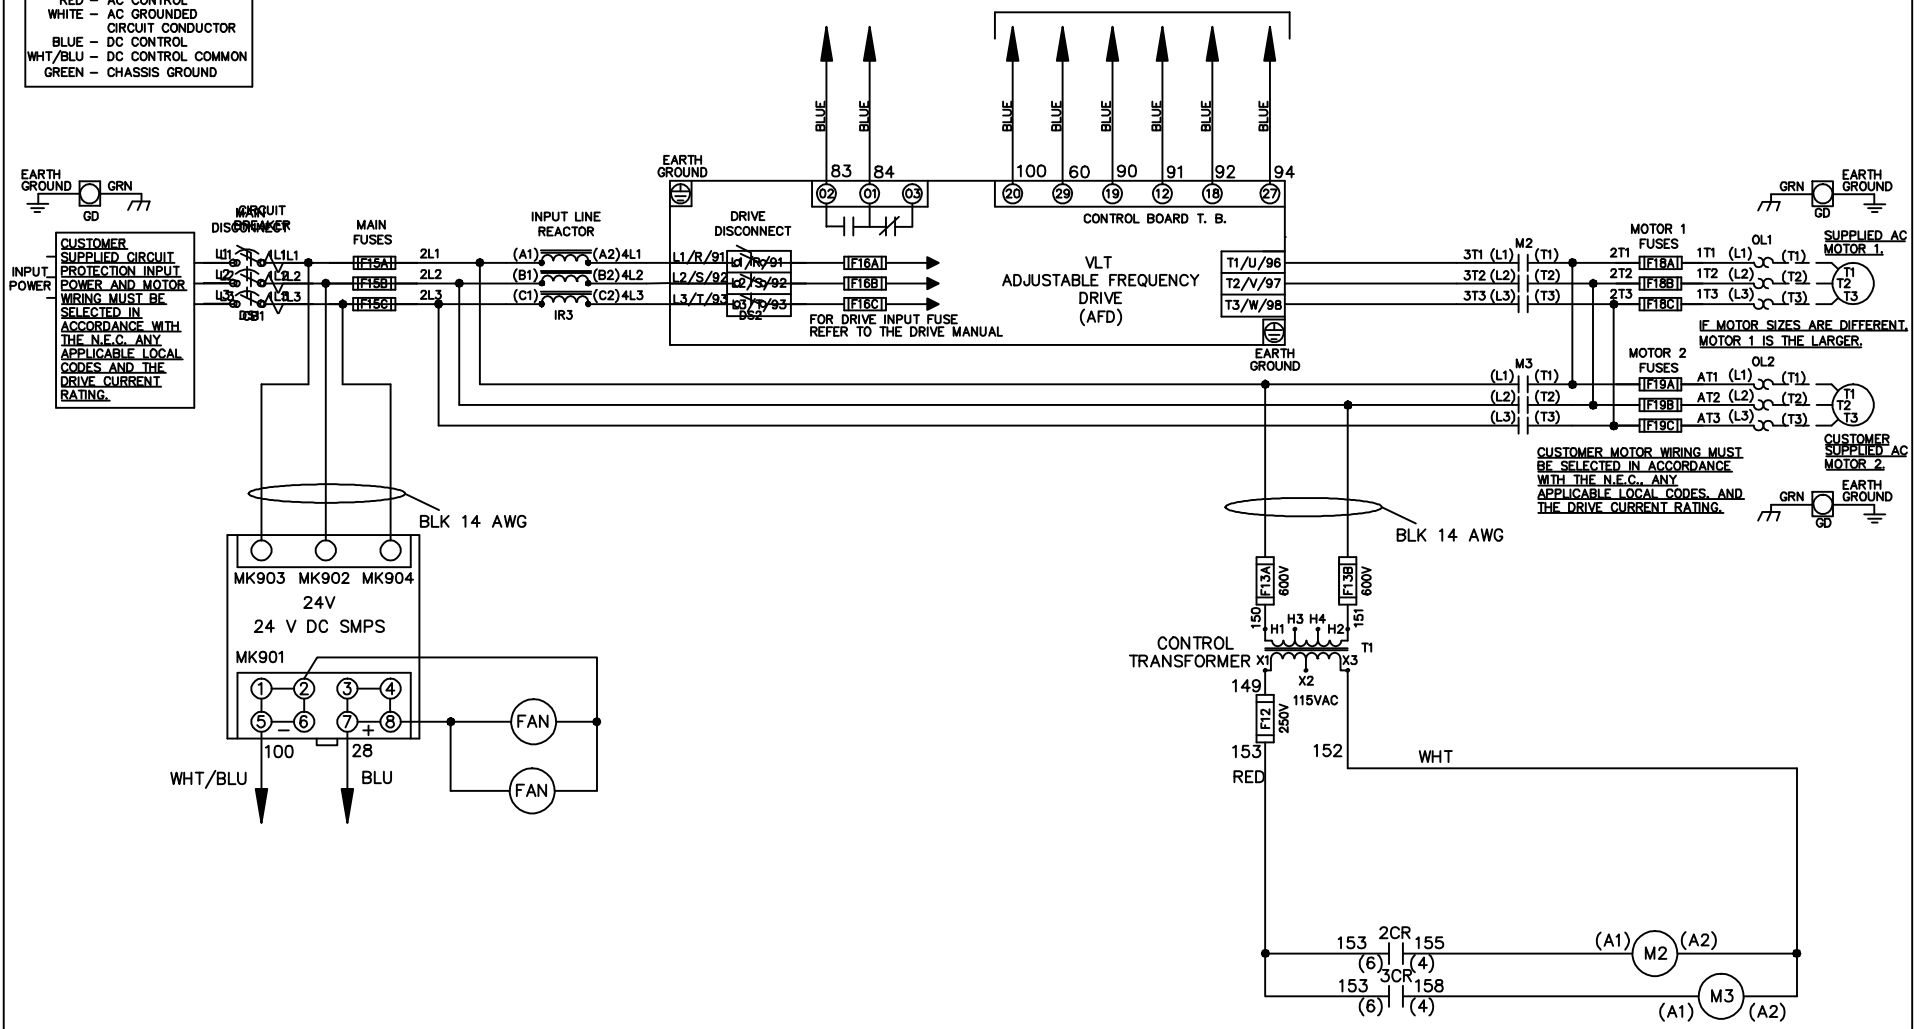 RED - AC CONTROL
WHITE - AC GROUNDED
CIRCUIT CONDUCTOR
BLUE - DC CONTROL
WHT/BLU - DC CONTROL COMMON
GREEN - CHASSIS GROUND
BLUE
BLUE
BLUE
BLUE
BLUE
BLUE
BLUE
BLUE
83 84
100 60 90 91 92 94
02 01 03
20 29 19 12 18 27
CONTROL BOARD T. B.
EARTH
GROUND
GRN
GD
EARTH
GROUND
GRN
EARTH
GROUND
GD
MAIN
DISCONNECT
CIRCUIT
BREAKER
MAIN
FUSES
INPUT LINE
REACTOR
DRIVE
DISCONNECT
INPUT
POWER
CUSTOMER
SUPPLIED CIRCUIT
PROTECTION INPUT
POWER AND MOTOR
WIRING MUST BE
SELECTED IN
ACCORDANCE WITH
THE N.E.C. ANY
APPLICABLE LOCAL
CODES AND THE
DRIVE CURRENT
RATING.
CB1
F15A 2L1 (A1) (A2) 4L1 L1/R/91 F16A
F15B 2L2 (B1) (B2) 4L2 L2/S/92 F16B
F15C 2L3 (C1) (C2) 4L3 L3/T/93 F16C
IR3
DS2
FOR DRIVE INPUT FUSE
REFER TO THE DRIVE MANUAL
VLT
ADJUSTABLE FREQUENCY
DRIVE
(AFD)
T1/U/96
T2/V/97
T3/W/98
EARTH
GROUND
M2
MOTOR 1
FUSES
OL1
3T1 (L1) (T1) 2T1 F18A 1T1 (L1) (T1)
3T2 (L2) (T2) 2T2 F18B 1T2 (L2) (T2)
3T3 (L3) (T3) 2T3 F18C 1T3 (L3) (T3)
SUPPLIED AC
MOTOR 1.
T1
T2
T3
IF MOTOR SIZES ARE DIFFERENT,
MOTOR 1 IS THE LARGER.
M3
MOTOR 2
FUSES
OL2
(L1) (T1) F19A AT1 (L1) (T1)
(L2) (T2) F19B AT2 (L2) (T2)
(L3) (T3) F19C AT3 (L3) (T3)
T1
T2
T3
CUSTOMER
SUPPLIED AC
MOTOR 2.
CUSTOMER MOTOR WIRING MUST
BE SELECTED IN ACCORDANCE
WITH THE N.E.C., ANY
APPLICABLE LOCAL CODES, AND
THE DRIVE CURRENT RATING.
GRN
EARTH
GROUND
GD
BLK 14 AWG
BLK 14 AWG
MK903 MK902 MK904
24V
24 V DC SMPS
MK901
1 2 3 4
5 - 6 7 + 8
100 28
WHT/BLU BLU
FAN
FAN
F13A 600V
F13B 600V
150 151
H1 H3 H4 H2
CONTROL
TRANSFORMER
T1
X1 X3
X2
115VAC
149
F12 250V
153 152
RED
WHT
2CR
153 155
(6) (4)
(A1) M2 (A2)
3CR
153 158
(6) (4)
(A1) M3 (A2)